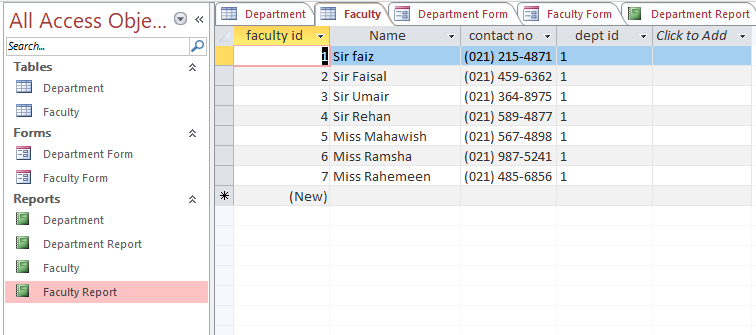 All Access Obje...
Search...
Tables
Department
Faculty
Forms
Department Form
Faculty Form
Reports
Department
Department Report
Faculty
Faculty Report
Department Faculty Department Form Faculty Form Department Report
faculty id Name contact no dept id Click to Add
1 Sir faiz (021) 215-4871 1
2 Sir Faisal (021) 459-6362 1
3 Sir Umair (021) 364-8975 1
4 Sir Rehan (021) 589-4877 1
5 Miss Mahawish (021) 567-4898 1
6 Miss Ramsha (021) 987-5241 1
7 Miss Rahemeen (021) 485-6856 1
(New)